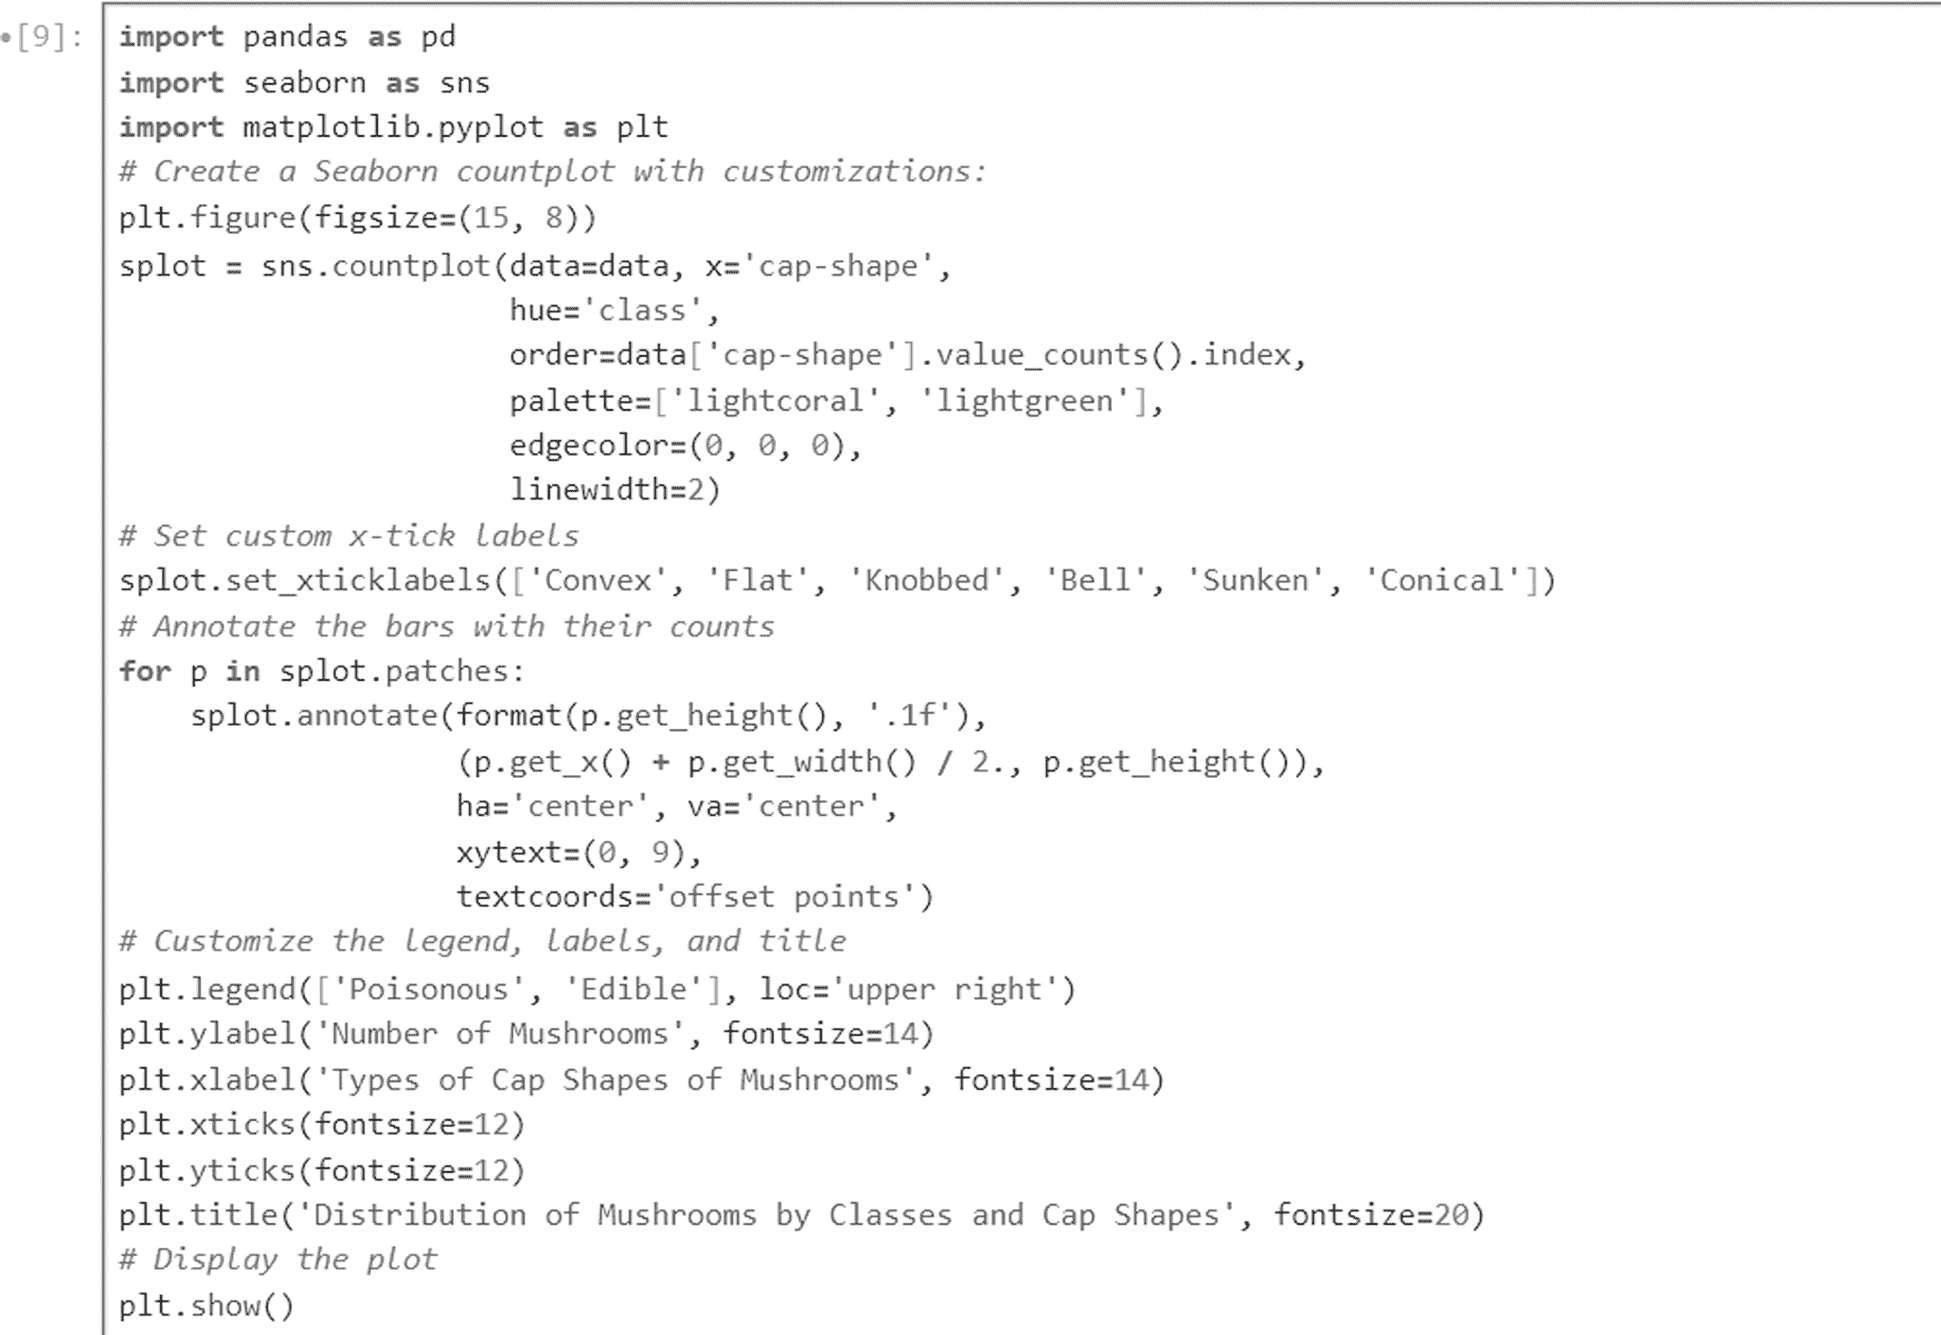 •[9]:
import pandas as pd
import seaborn as sns
import matplotlib.pyplot as plt
# Create a Seaborn countplot with customizations:
plt.figure(figsize=(15, 8))
splot = sns.countplot(data=data, x='cap-shape',
                      hue='class',
                      order=data['cap-shape'].value_counts().index,
                      palette=['lightcoral', 'lightgreen'],
                      edgecolor=(0, 0, 0),
                      linewidth=2)
# Set custom x-tick labels
splot.set_xticklabels(['Convex', 'Flat', 'Knobbed', 'Bell', 'Sunken', 'Conical'])
# Annotate the bars with their counts
for p in splot.patches:
    splot.annotate(format(p.get_height(), '.1f'),
                   (p.get_x() + p.get_width() / 2., p.get_height()),
                   ha='center', va='center',
                   xytext=(0, 9),
                   textcoords='offset points')
# Customize the legend, labels, and title
plt.legend(['Poisonous', 'Edible'], loc='upper right')
plt.ylabel('Number of Mushrooms', fontsize=14)
plt.xlabel('Types of Cap Shapes of Mushrooms', fontsize=14)
plt.xticks(fontsize=12)
plt.yticks(fontsize=12)
plt.title('Distribution of Mushrooms by Classes and Cap Shapes', fontsize=20)
# Display the plot
plt.show()